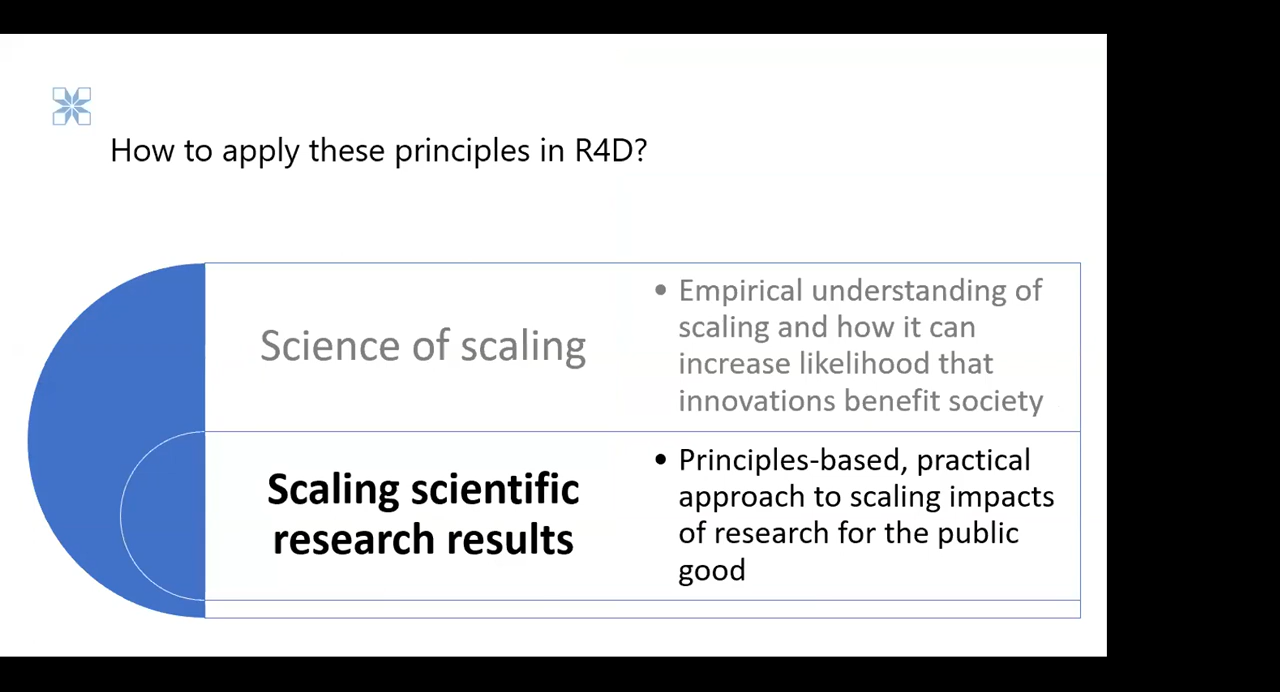 How to apply these principles in R4D?
Science of scaling
• Empirical understanding of
scaling and how it can
increase likelihood that
innovations benefit society
Scaling scientific
research results
• Principles-based, practical
approach to scaling impacts
of research for the public
good